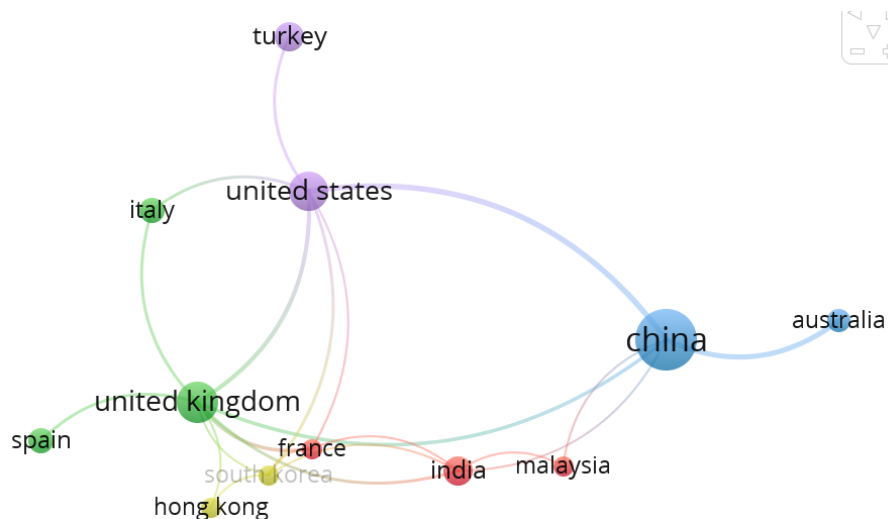 turkey
united states
italy
australia
china
united kingdom
spain
france
south korea
india
malaysia
hong kong